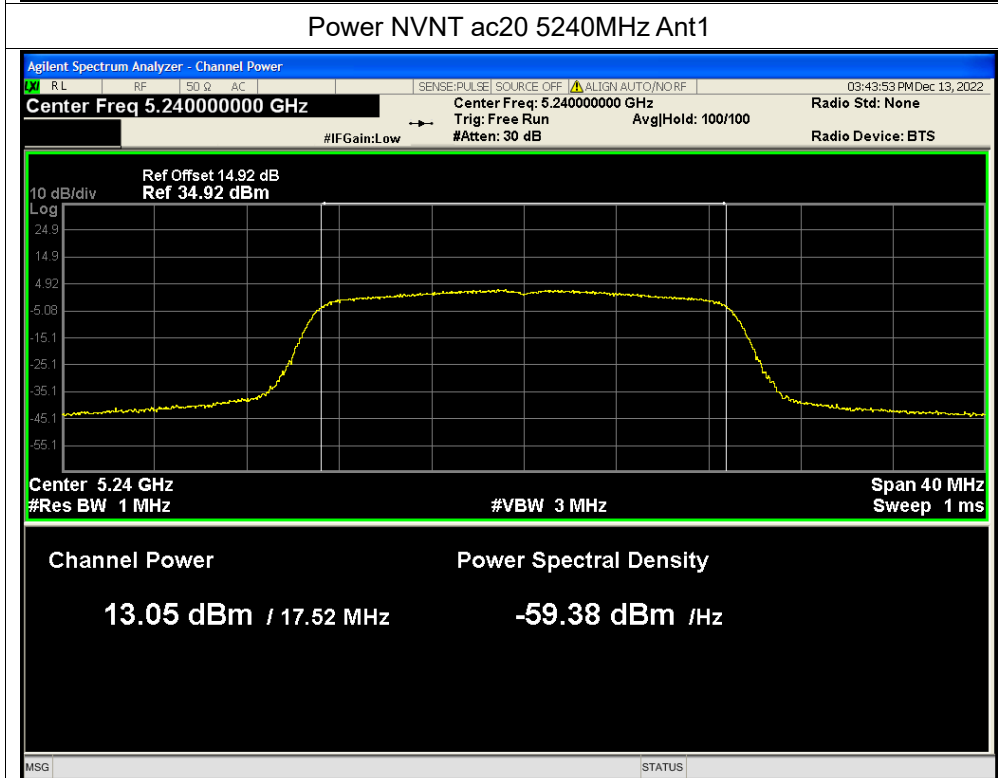 Power NVNT ac20 5240MHz Ant1
Agilent Spectrum Analyzer - Channel Power
LXI RL RF 50 Ω AC SENSE:PULSE SOURCE OFF ALIGN AUTO/NO RF 03:43:53 PM Dec 13, 2022
Center Freq 5.240000000 GHz Center Freq: 5.240000000 GHz Radio Std: None
Trig: Free Run Avg|Hold: 100/100
#IFGain:Low #Atten: 30 dB Radio Device: BTS
Ref Offset 14.92 dB
10 dB/div Ref 34.92 dBm
Log
24.9
14.9
4.92
-5.08
-15.1
-25.1
-35.1
-45.1
-55.1
Center 5.24 GHz Span 40 MHz
#Res BW 1 MHz #VBW 3 MHz Sweep 1 ms
Channel Power Power Spectral Density
13.05 dBm / 17.52 MHz -59.38 dBm /Hz
MSG STATUS